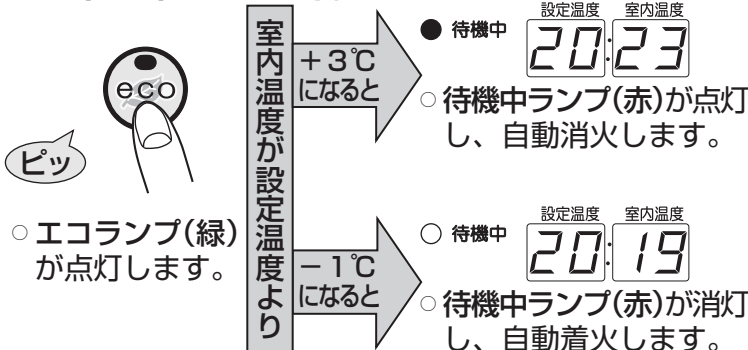 eco
ピッ
○エコランプ(緑)
が点灯します。
室内温度が設定温度より
+3℃
になると
● 待機中
設定温度 室内温度
20:23
○待機中ランプ(赤)が点灯
し、自動消火します。
-1℃
になると
○ 待機中
設定温度 室内温度
20:19
○待機中ランプ(赤)が消灯
し、自動着火します。